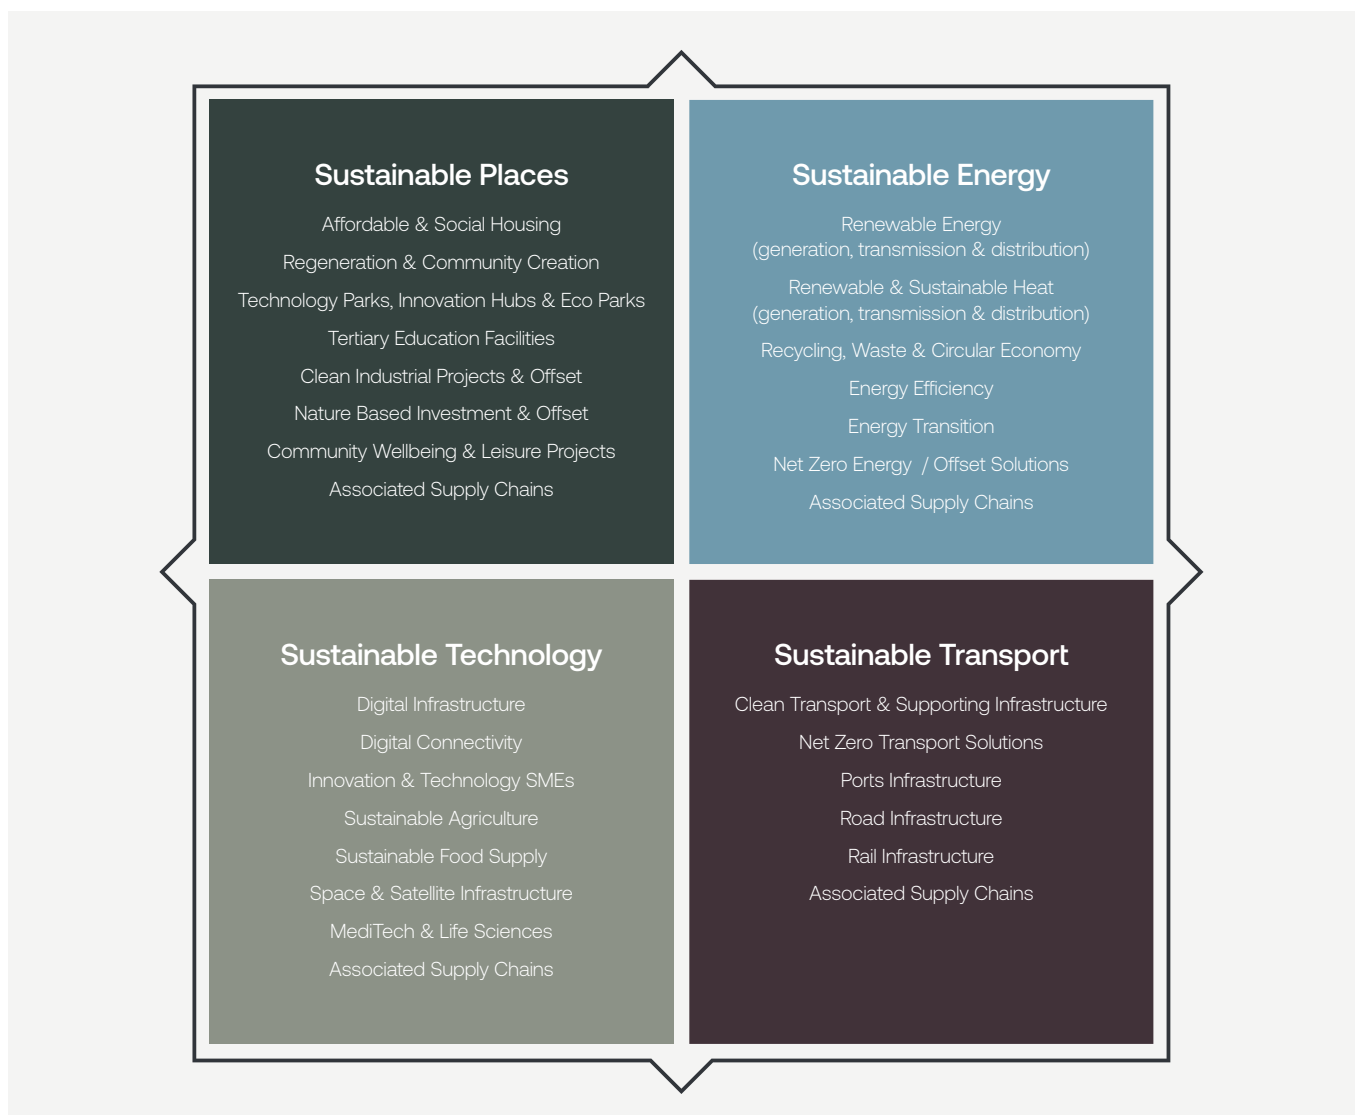 Sustainable Places
Affordable & Social Housing
Regeneration & Community Creation
Technology Parks, Innovation Hubs & Eco Parks
Tertiary Education Facilities
Clean Industrial Projects & Offset
Nature Based Investment & Offset
Community Wellbeing & Leisure Projects
Associated Supply Chains
Sustainable Energy
Renewable Energy
(generation, transmission & distribution)
Renewable & Sustainable Heat
(generation, transmission & distribution)
Recycling, Waste & Circular Economy
Energy Efficiency
Energy Transition
Net Zero Energy / Offset Solutions
Associated Supply Chains
Sustainable Technology
Digital Infrastructure
Digital Connectivity
Innovation & Technology SMEs
Sustainable Agriculture
Sustainable Food Supply
Space & Satellite Infrastructure
MediTech & Life Sciences
Associated Supply Chains
Sustainable Transport
Clean Transport & Supporting Infrastructure
Net Zero Transport Solutions
Ports Infrastructure
Road Infrastructure
Rail Infrastructure
Associated Supply Chains